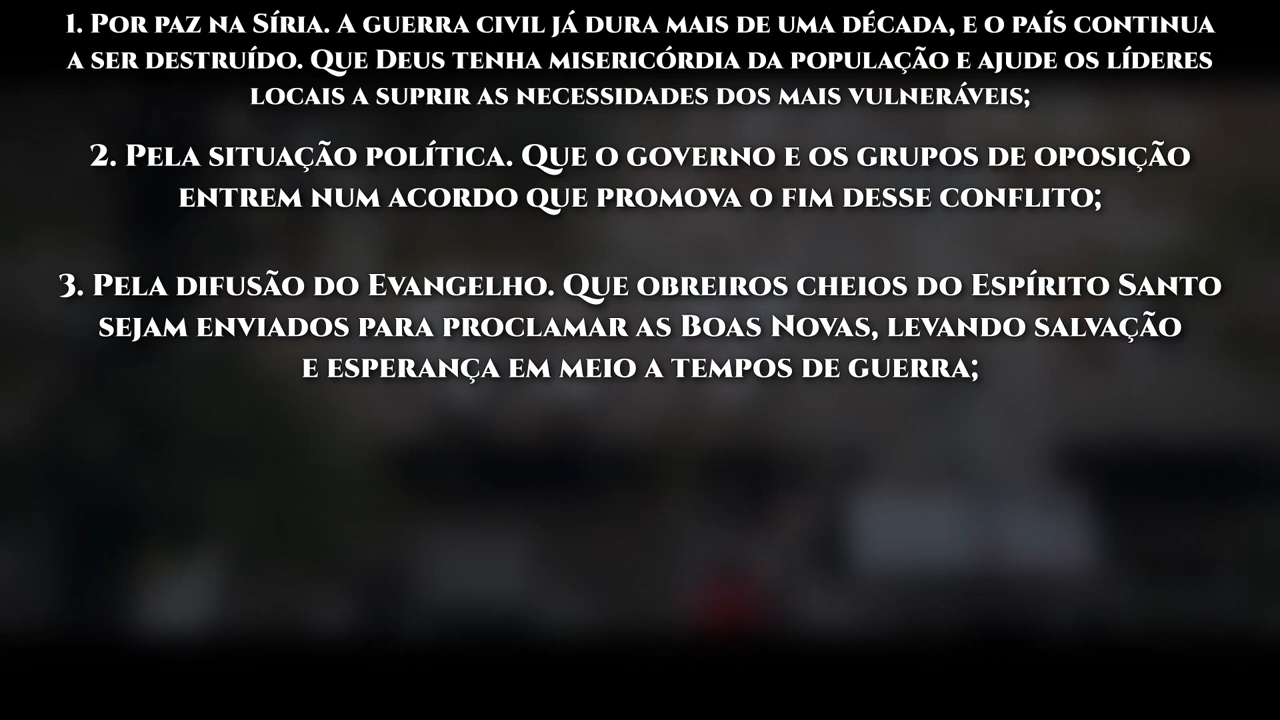 1. Por paz na Síria. A guerra civil já dura mais de uma década, e o país continua
a ser destruído. Que Deus tenha misericórdia da população e ajude os líderes
locais a suprir as necessidades dos mais vulneráveis;
2. Pela situação política. Que o governo e os grupos de oposição
entrem num acordo que promova o fim desse conflito;
3. Pela difusão do Evangelho. Que obreiros cheios do Espírito Santo
sejam enviados para proclamar as Boas Novas, levando salvação
e esperança em meio a tempos de guerra;